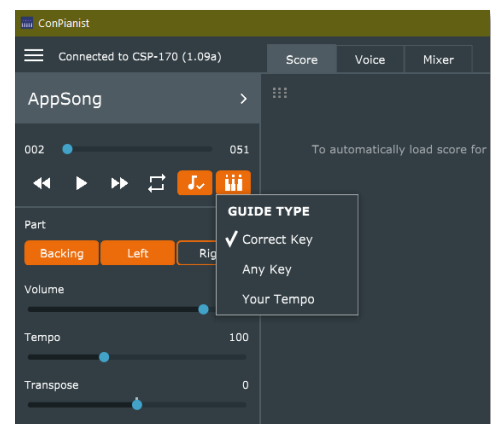 ConPianist
Connected to CSP-170 (1.09a)
Score Voice Mixer
AppSong
002 051
To automatically load score for
GUIDE TYPE
Correct Key
Any Key
Your Tempo
Part
Backing Left Rig
Volume
Tempo 100
Transpose 0